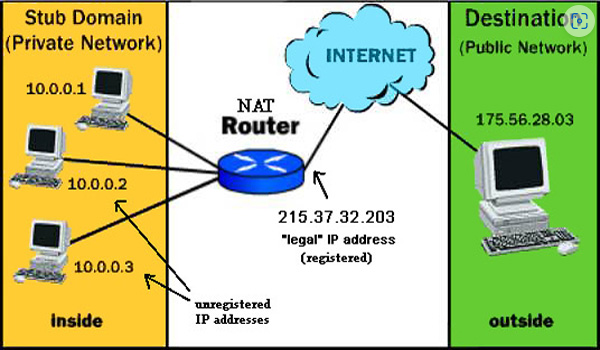 Stub Domain
(Private Network)
10.0.0.1
10.0.0.2
10.0.0.3
inside
NAT
Router
INTERNET
215.37.32.203
"legal" IP address
(registered)
unregistered
IP addresses
Destination
(Public Network)
175.56.28.03
outside